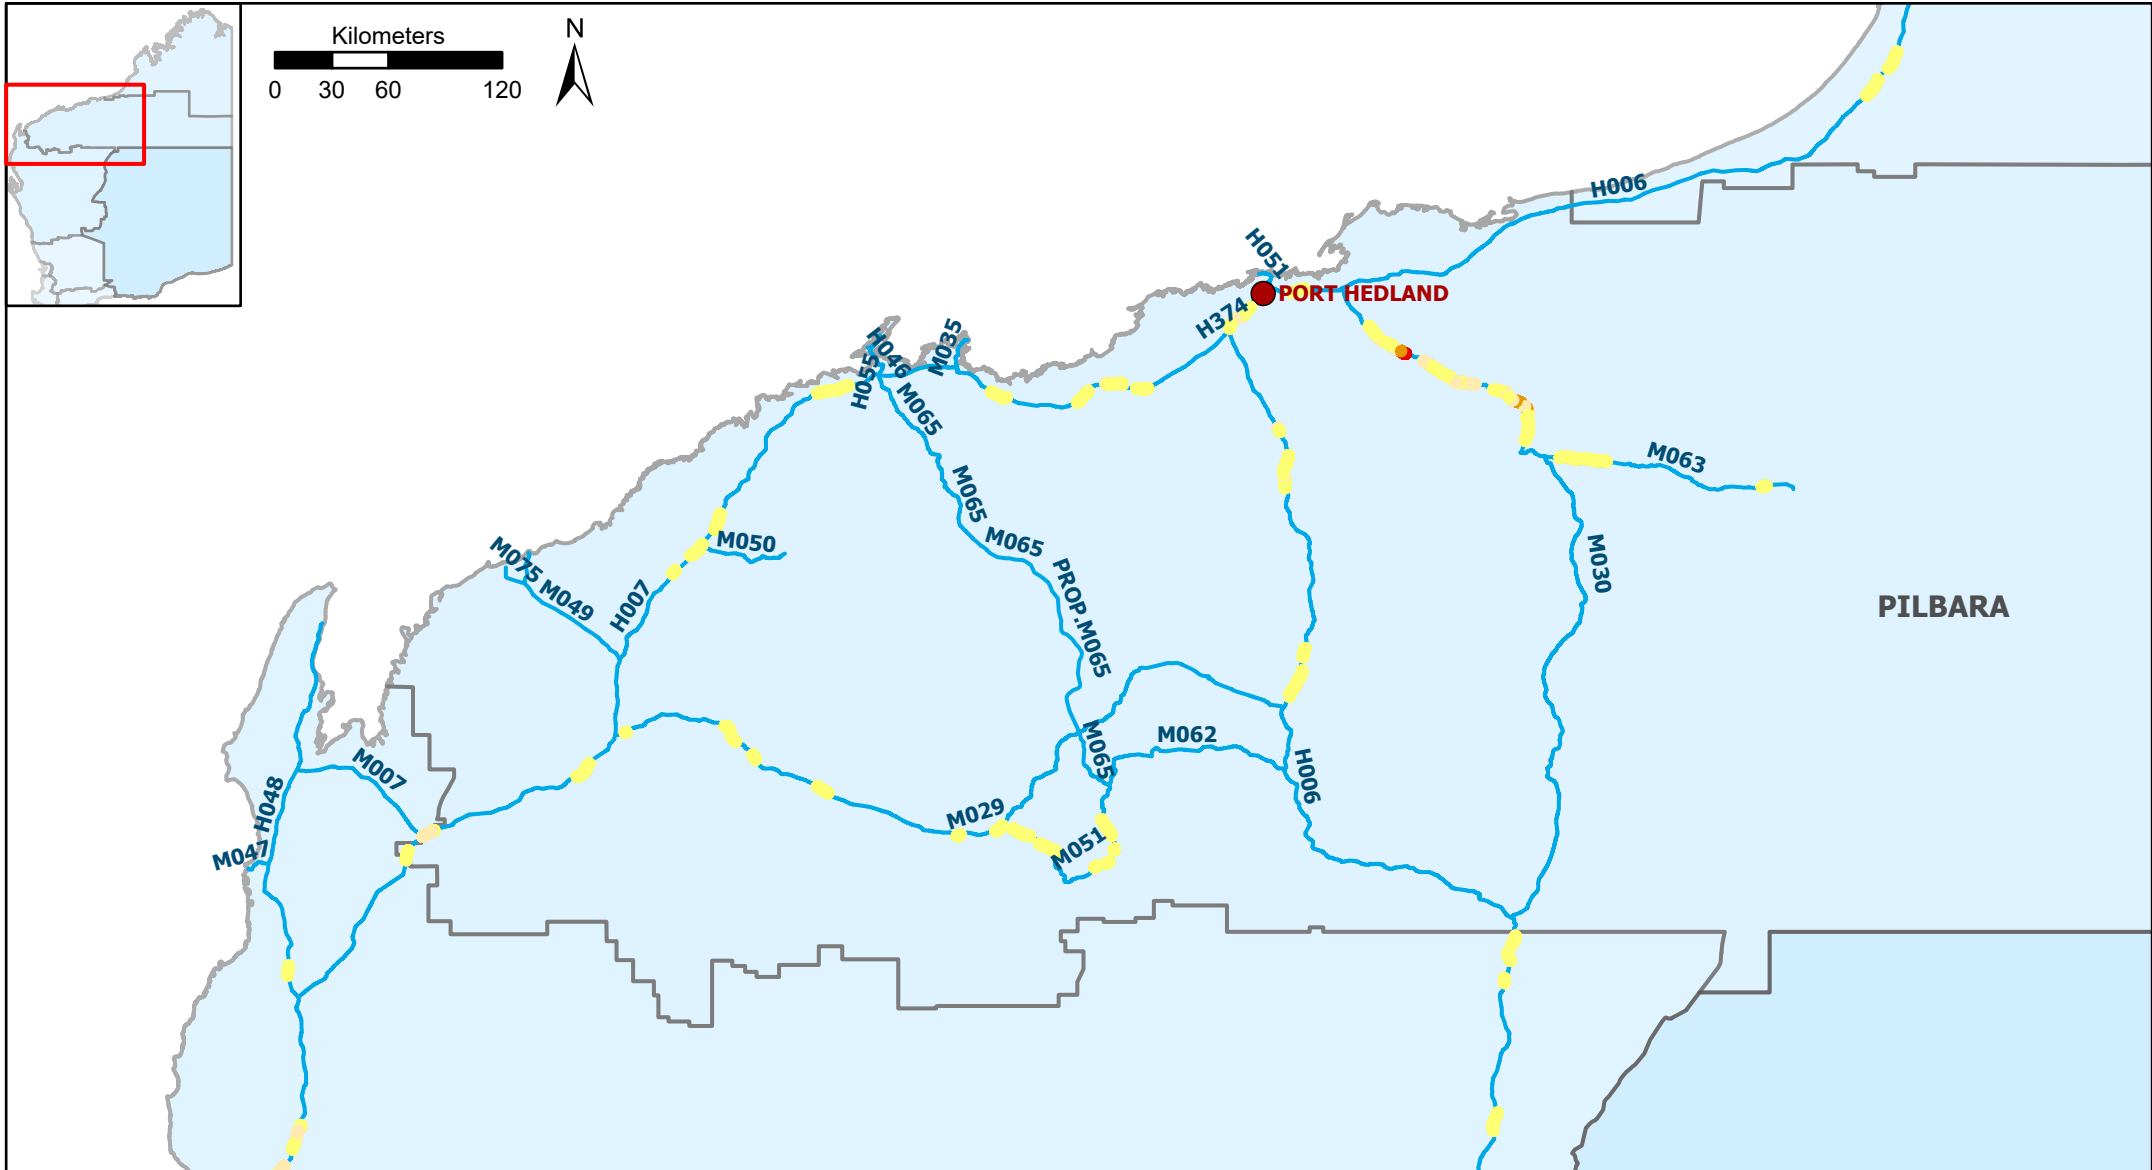 Kilometers
0 30 60 120
N
H006
H051
PORT HEDLAND
H374
M035
H046
H055
M065
M063
M065
M065
M050
M075
M049
H007
PROP.M065
M030
PILBARA
M062
M065
M007
H006
H048
M029
M051
M047